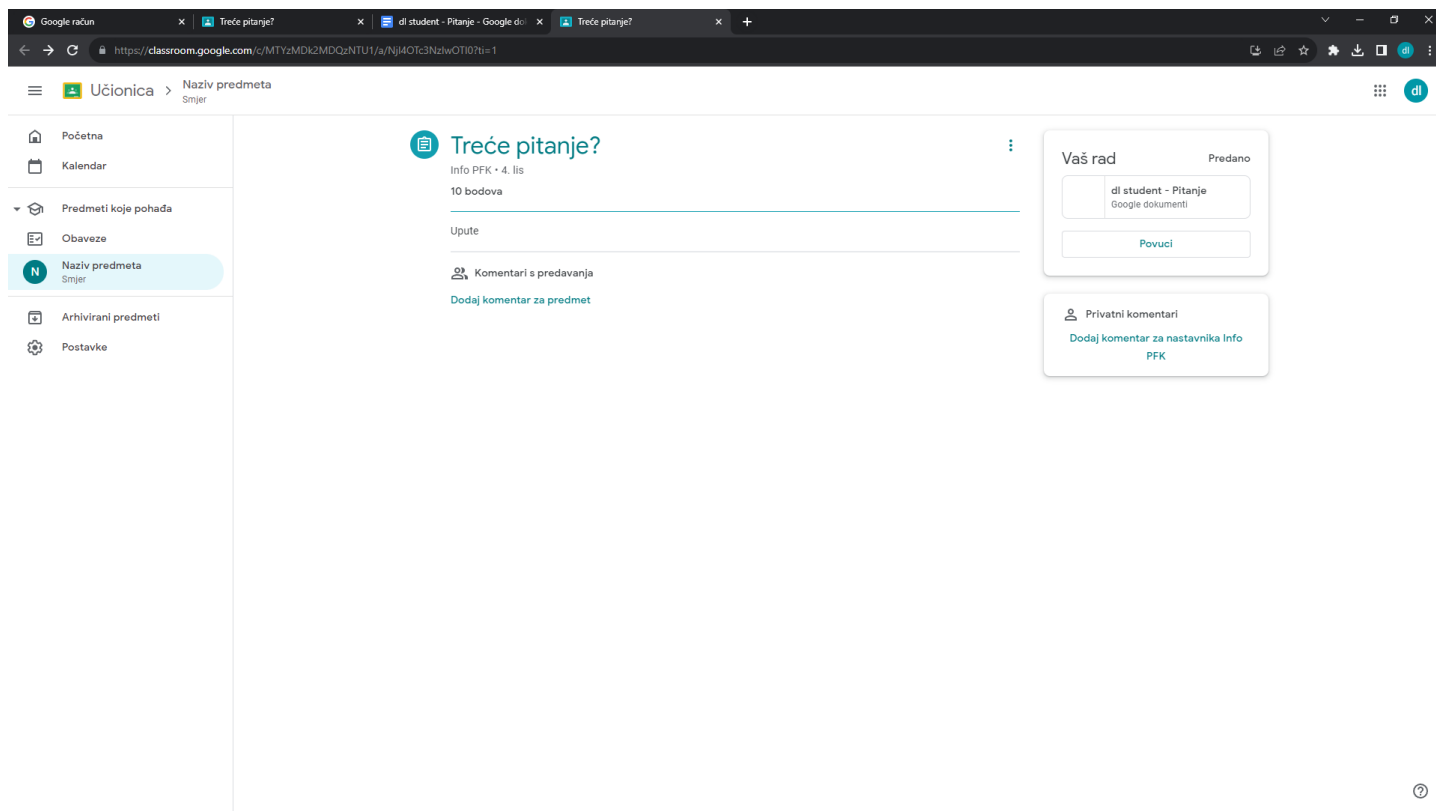 Google račun
Treće pitanje?
dl student - Pitanje - Google do
Treće pitanje?
https://classroom.google.com/c/MTYzMDk2MDQzNTU1/a/NjI4OTc3NzIwOTI0?ti=1
dl
Učionica
Naziv predmeta
Smjer
dl
Početna
Kalendar
Predmeti koje pohađa
Obaveze
N
Naziv predmeta
Smjer
Arhivirani predmeti
Postavke
Treće pitanje?
Info PFK • 4. lis
10 bodova
Upute
Komentari s predavanja
Dodaj komentar za predmet
Vaš rad
Predano
dl student - Pitanje
Google dokumenti
Povuci
Privatni komentari
Dodaj komentar za nastavnika Info
PFK